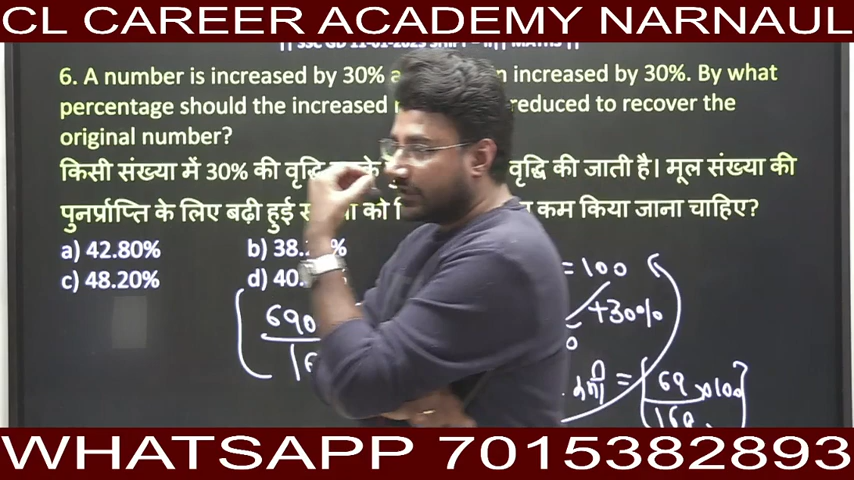 CL CAREER ACADEMY NARNAUL
6. A number is increased by 30% increased by 30%. By what
percentage should the increased reduced to recover the
original number?
किसी संख्या में 30% की वृद्धि वृद्धि की जाती है। मूल संख्या की
पुनर्प्राप्ति के लिए बढ़ी हुई को कम किया जाना चाहिए?
a) 42.80% b) 38.
c) 48.20% d) 40.
= 100
+30%
690
= 69 100
WHATSAPP 7015382893